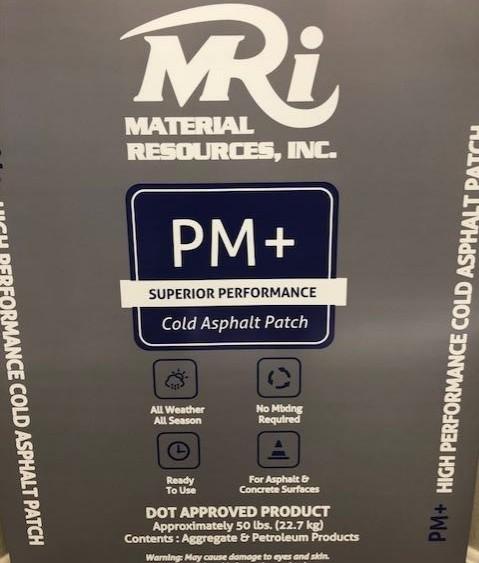 MRi
MATERIAL
RESOURCES, INC.
PM+
SUPERIOR PERFORMANCE
Cold Asphalt Patch
All Weather
All Season
No Mixing
Required
Ready
To Use
For Asphalt &
Concrete Surfaces
DOT APPROVED PRODUCT
Approximately 50 lbs. (22.7 kg)
Contents : Aggregate & Petroleum Products
Warning: May cause damage to eyes and skin.
HIGH PERFORMANCE COLD ASPHALT PATCH
PM+ HIGH PERFORMANCE COLD ASPHALT PATCH